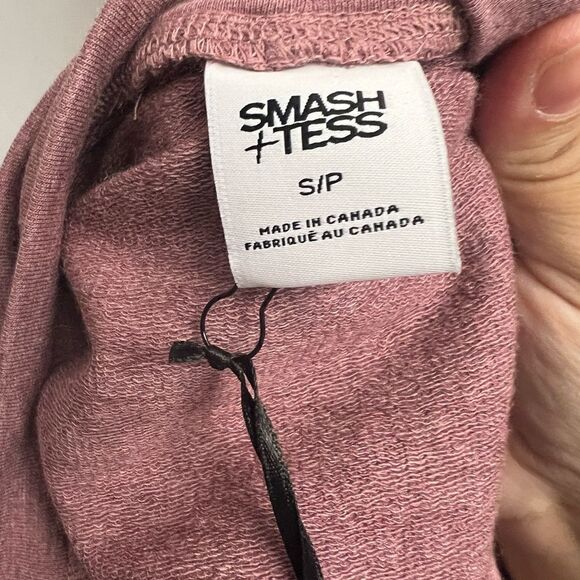 SMASH
+TESS
S/P
MADE IN CANADA
FABRIQUÉ AU CANADA